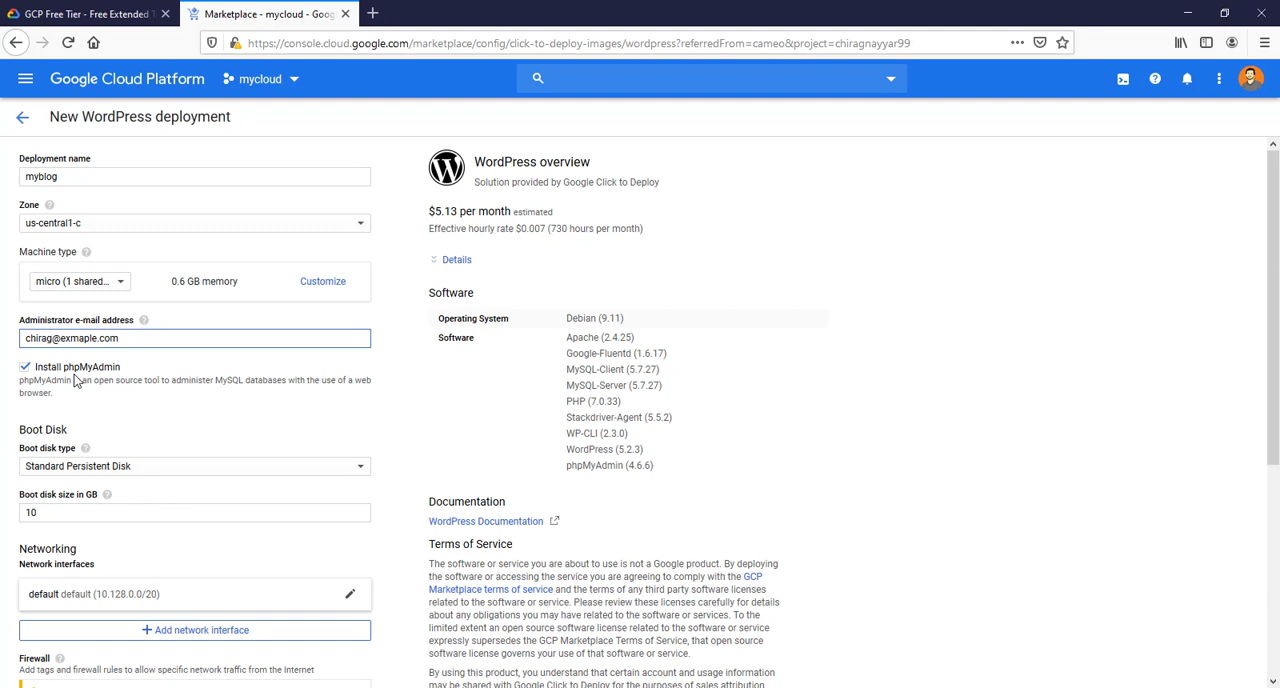 GCP Free Tier - Free Extended
Marketplace - mycloud - Goog
https://console.cloud.google.com/marketplace/config/click-to-deploy-images/wordpress?referredFrom=cameo&project=chiragnayyar99
Google Cloud Platform
mycloud
New WordPress deployment
Deployment name
myblog
Zone
us-central1-c
Machine type
micro (1 shared...
0.6 GB memory
Customize
Administrator e-mail address
chirag@exmaple.com
Install phpMyAdmin
phpMyAdmin an open source tool to administer MySQL databases with the use of a web
browser.
Boot Disk
Boot disk type
Standard Persistent Disk
Boot disk size in GB
10
Networking
Network interfaces
default default (10.128.0.0/20)
+ Add network interface
Firewall
Add tags and firewall rules to allow specific network traffic from the Internet
WordPress overview
Solution provided by Google Click to Deploy
$5.13 per month estimated
Effective hourly rate $0.007 (730 hours per month)
Details
Software
Operating System Debian (9.11)
Software Apache (2.4.25)
Google-Fluentd (1.6.17)
MySQL-Client (5.7.27)
MySQL-Server (5.7.27)
PHP (7.0.33)
Stackdriver-Agent (5.5.2)
WP-CLI (2.3.0)
WordPress (5.2.3)
phpMyAdmin (4.6.6)
Documentation
WordPress Documentation
Terms of Service
The software or service you are about to use is not a Google product. By deploying
the software or accessing the service you are agreeing to comply with the GCP
Marketplace terms of service and the terms of any third party software licenses
related to the software or service. Please review these licenses carefully for details
about any obligations you may have related to the software or services. To the
limited extent an open source software license related to the software or service
expressly supersedes the GCP Marketplace Terms of Service, that open source
software license governs your use of that software or service.
By using this product, you understand that certain account and usage information
may be shared with Google Click to Deploy for the purposes of sales attribution,